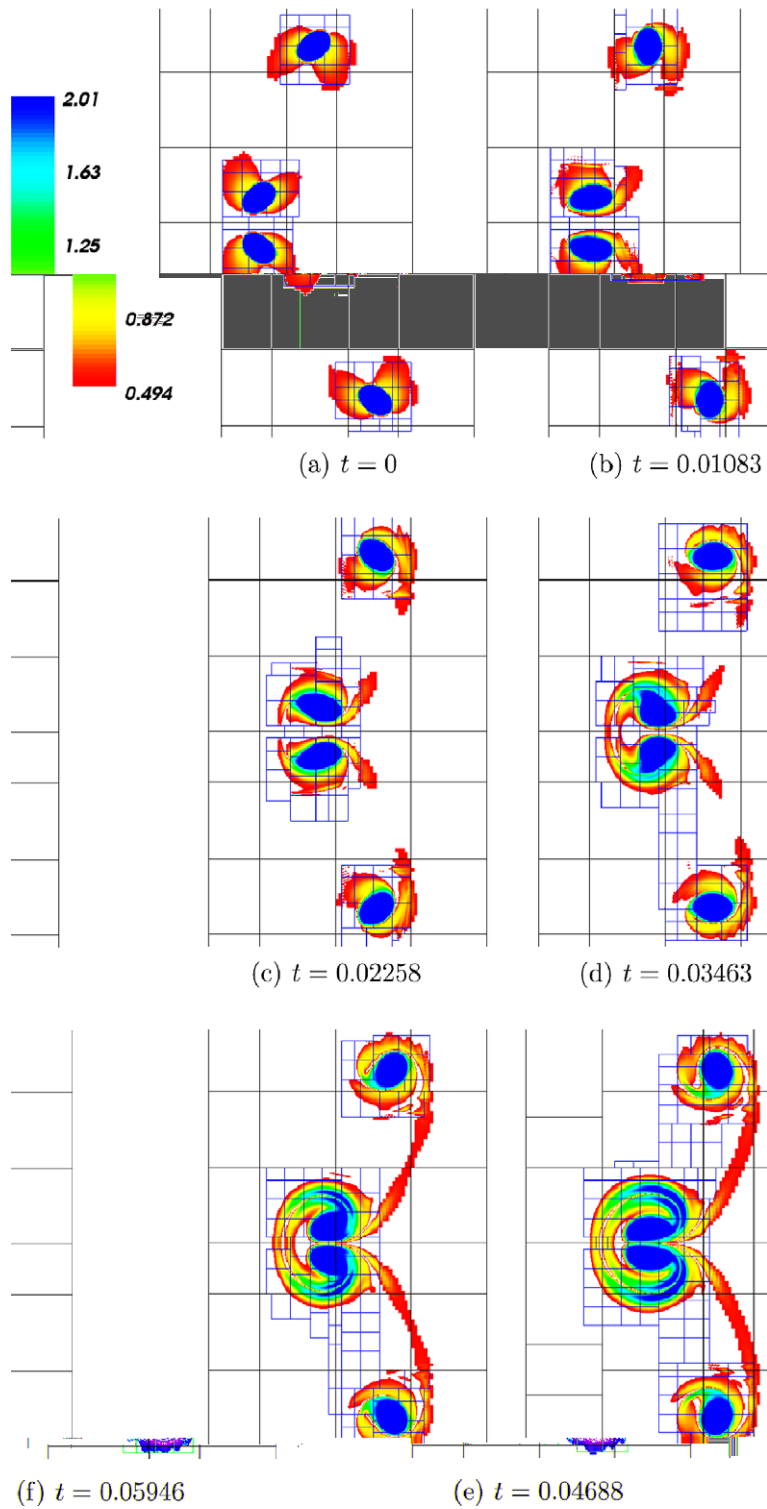 2.01
1.63
1.25
0.872
0.494
(a) t = 0
(b) t = 0.01083
(c) t = 0.02258
(d) t = 0.03463
(f) t = 0.05946
(e) t = 0.04688